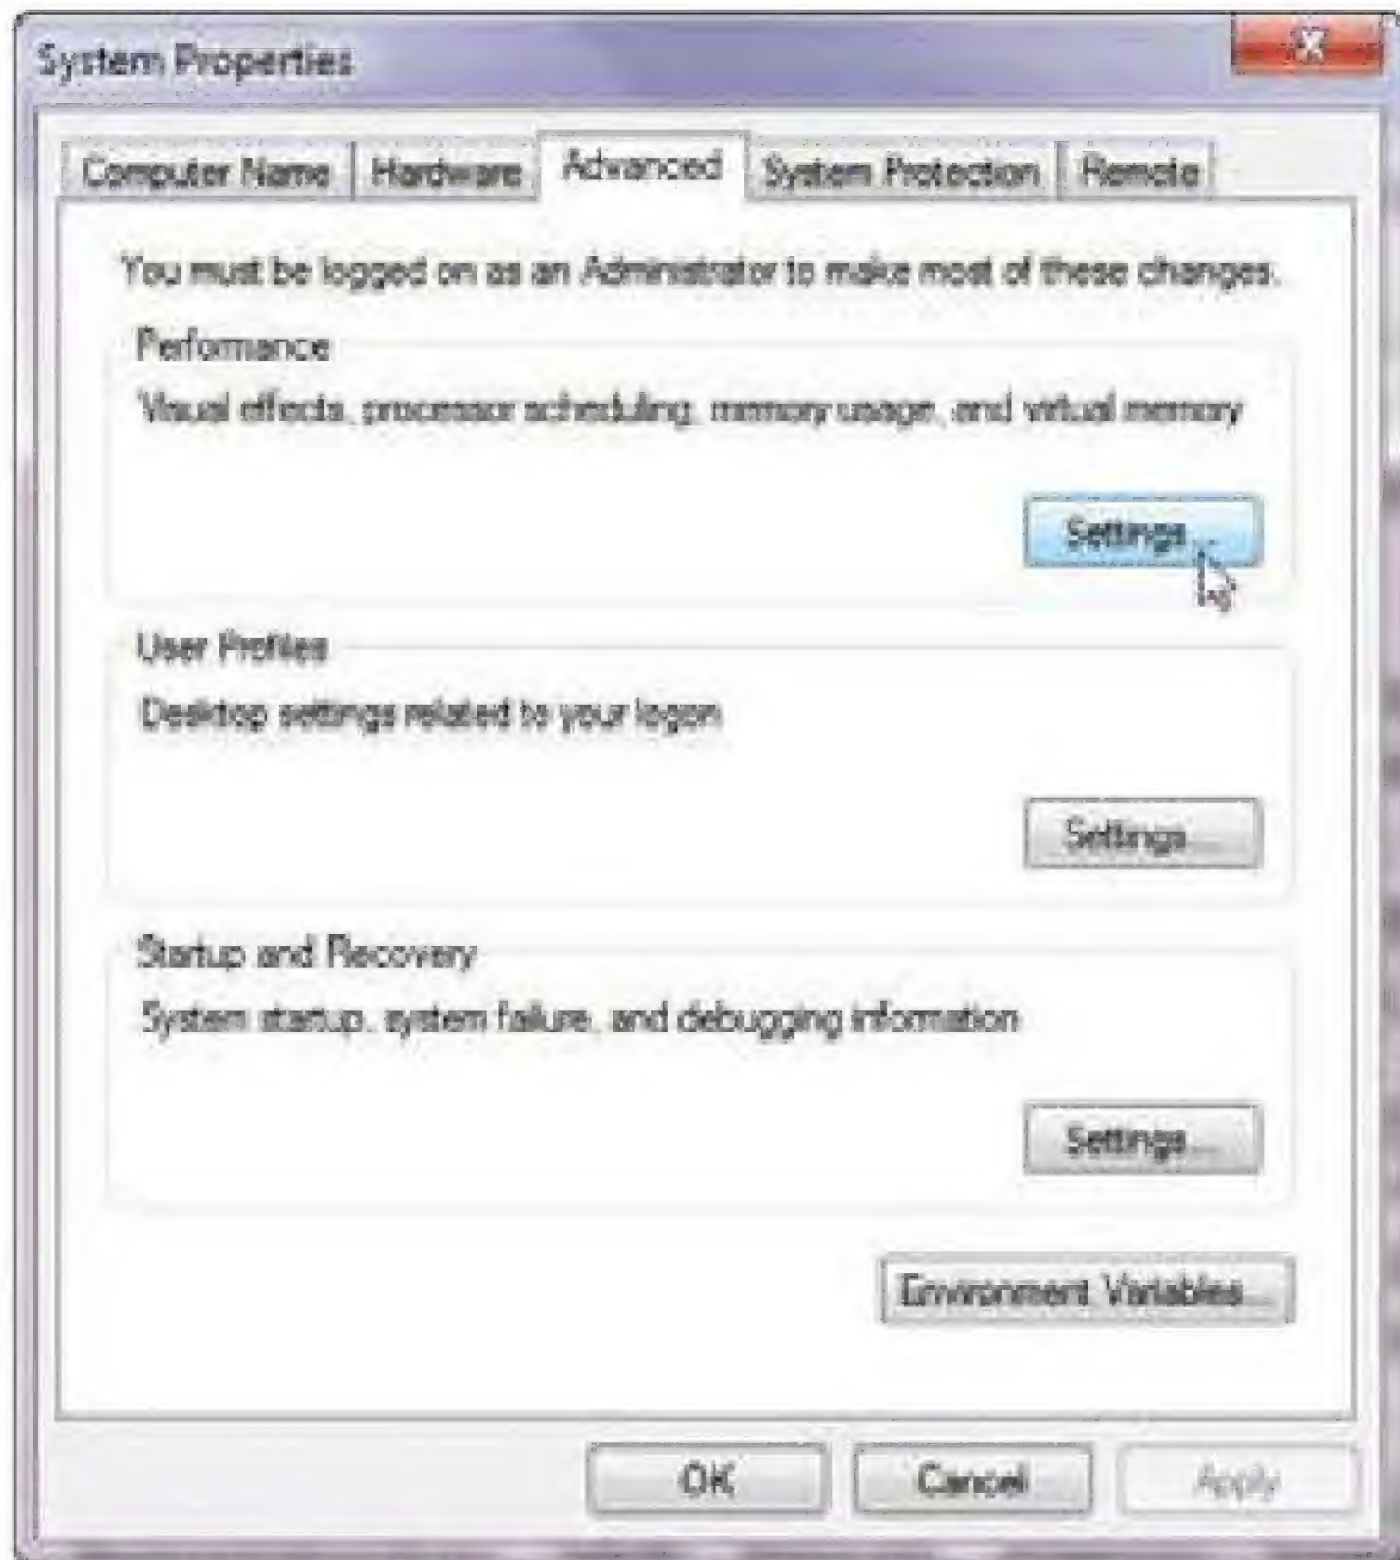 System Properties
Computer Name Hardware Advanced System Protection Remote
You must be logged on as an Administrator to make most of these changes.
Performance
Visual effects, processor scheduling, memory usage, and virtual memory
Settings...
User Profiles
Desktop settings related to your logon
Settings...
Startup and Recovery
System startup, system failure, and debugging information
Settings...
Environment Variables...
OK Cancel Apply